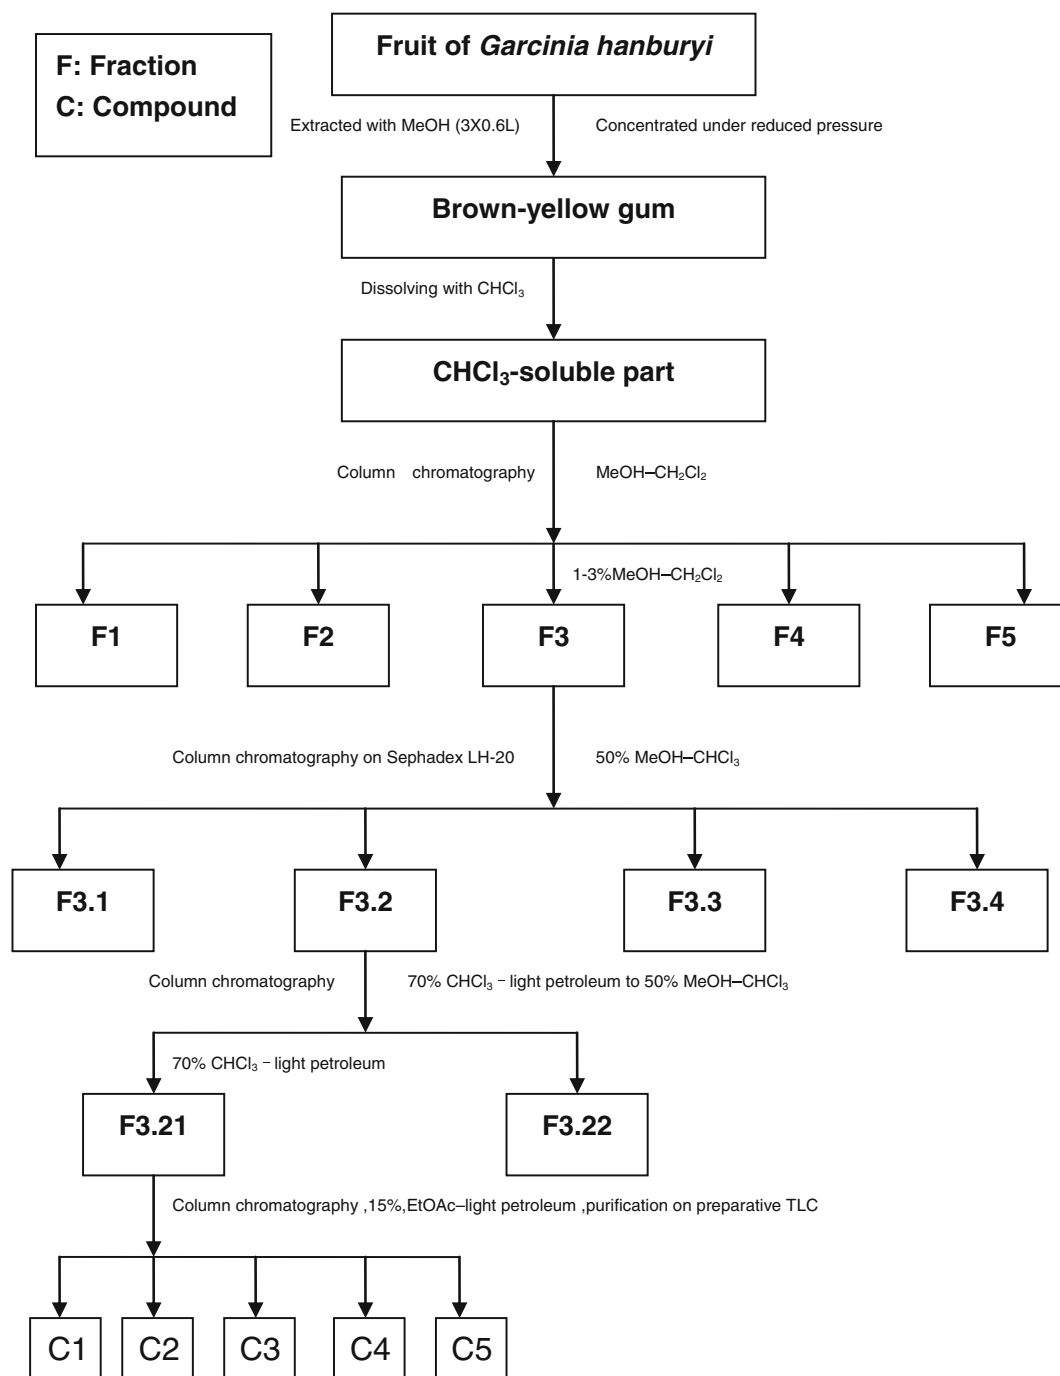 F: Fraction
C: Compound
Fruit of Garcinia hanburyi
Extracted with MeOH (3X0.6L) Concentrated under reduced pressure
Brown-yellow gum
Dissolving with CHCl₃
CHCl₃-soluble part
Column chromatography MeOH–CH₂Cl₂
1-3%MeOH–CH₂Cl₂
F1 F2 F3 F4 F5
Column chromatography on Sephadex LH-20 50% MeOH–CHCl₃
F3.1 F3.2 F3.3 F3.4
Column chromatography 70% CHCl₃ – light petroleum to 50% MeOH–CHCl₃
70% CHCl₃ – light petroleum
F3.21 F3.22
Column chromatography ,15%,EtOAc–light petroleum ,purification on preparative TLC
C1 C2 C3 C4 C5